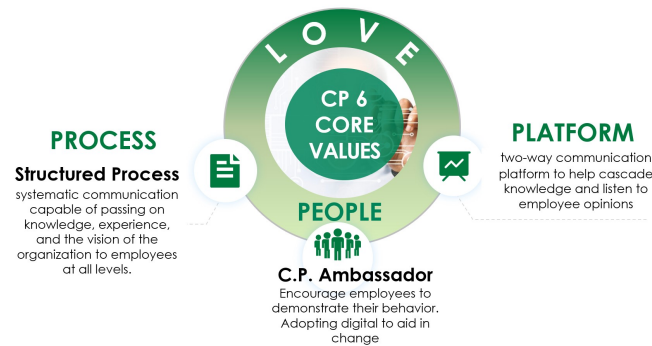 LOVE
CP 6
CORE
VALUES
PROCESS
Structured Process
systematic communication
capable of passing on
knowledge, experience,
and the vision of the
organization to employees
at all levels.
PEOPLE
C.P. Ambassador
Encourage employees to
demonstrate their behavior.
Adopting digital to aid in
change
PLATFORM
two-way communication
platform to help cascade
knowledge and listen to
employee opinions